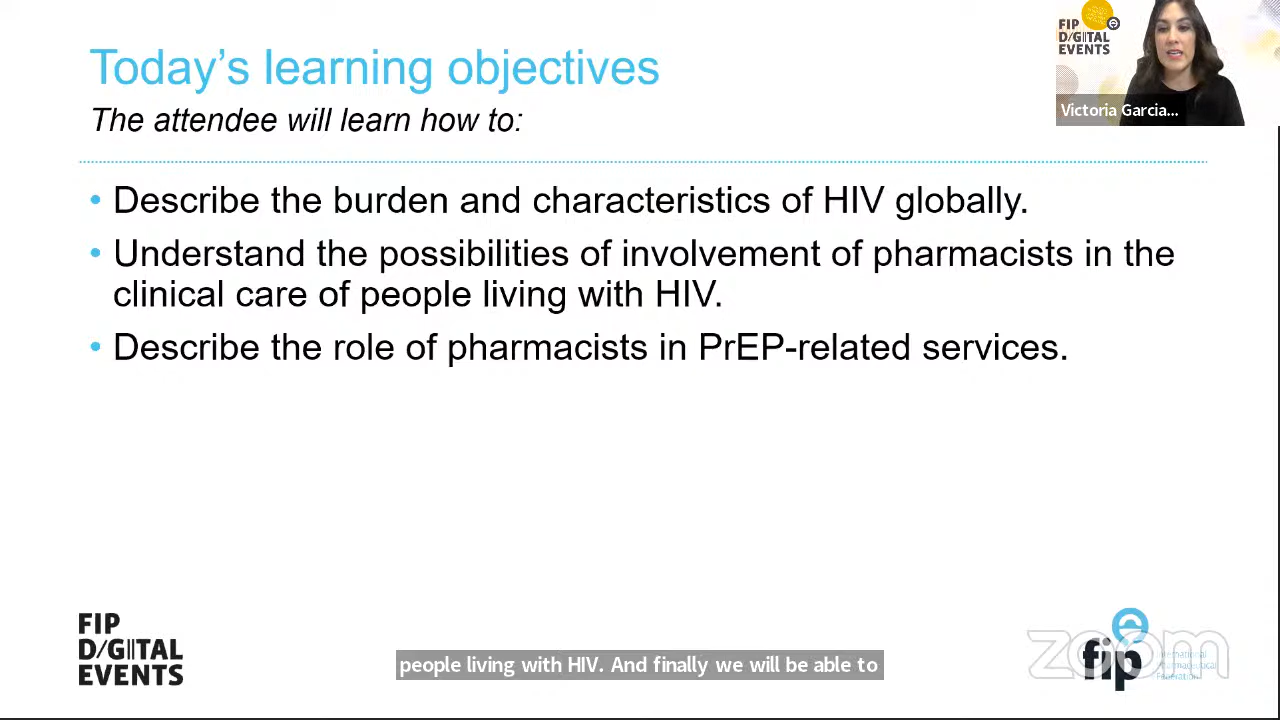 Today's learning objectives
The attendee will learn how to:
• Describe the burden and characteristics of HIV globally.
• Understand the possibilities of involvement of pharmacists in the
clinical care of people living with HIV.
• Describe the role of pharmacists in PrEP-related services.
FIP
D/GITAL
EVENTS
Victoria Garcia...
FIP
D/GITAL
EVENTS
people living with HIV. And finally we will be able to
fip
International
Pharmaceutical
Federation
zoom